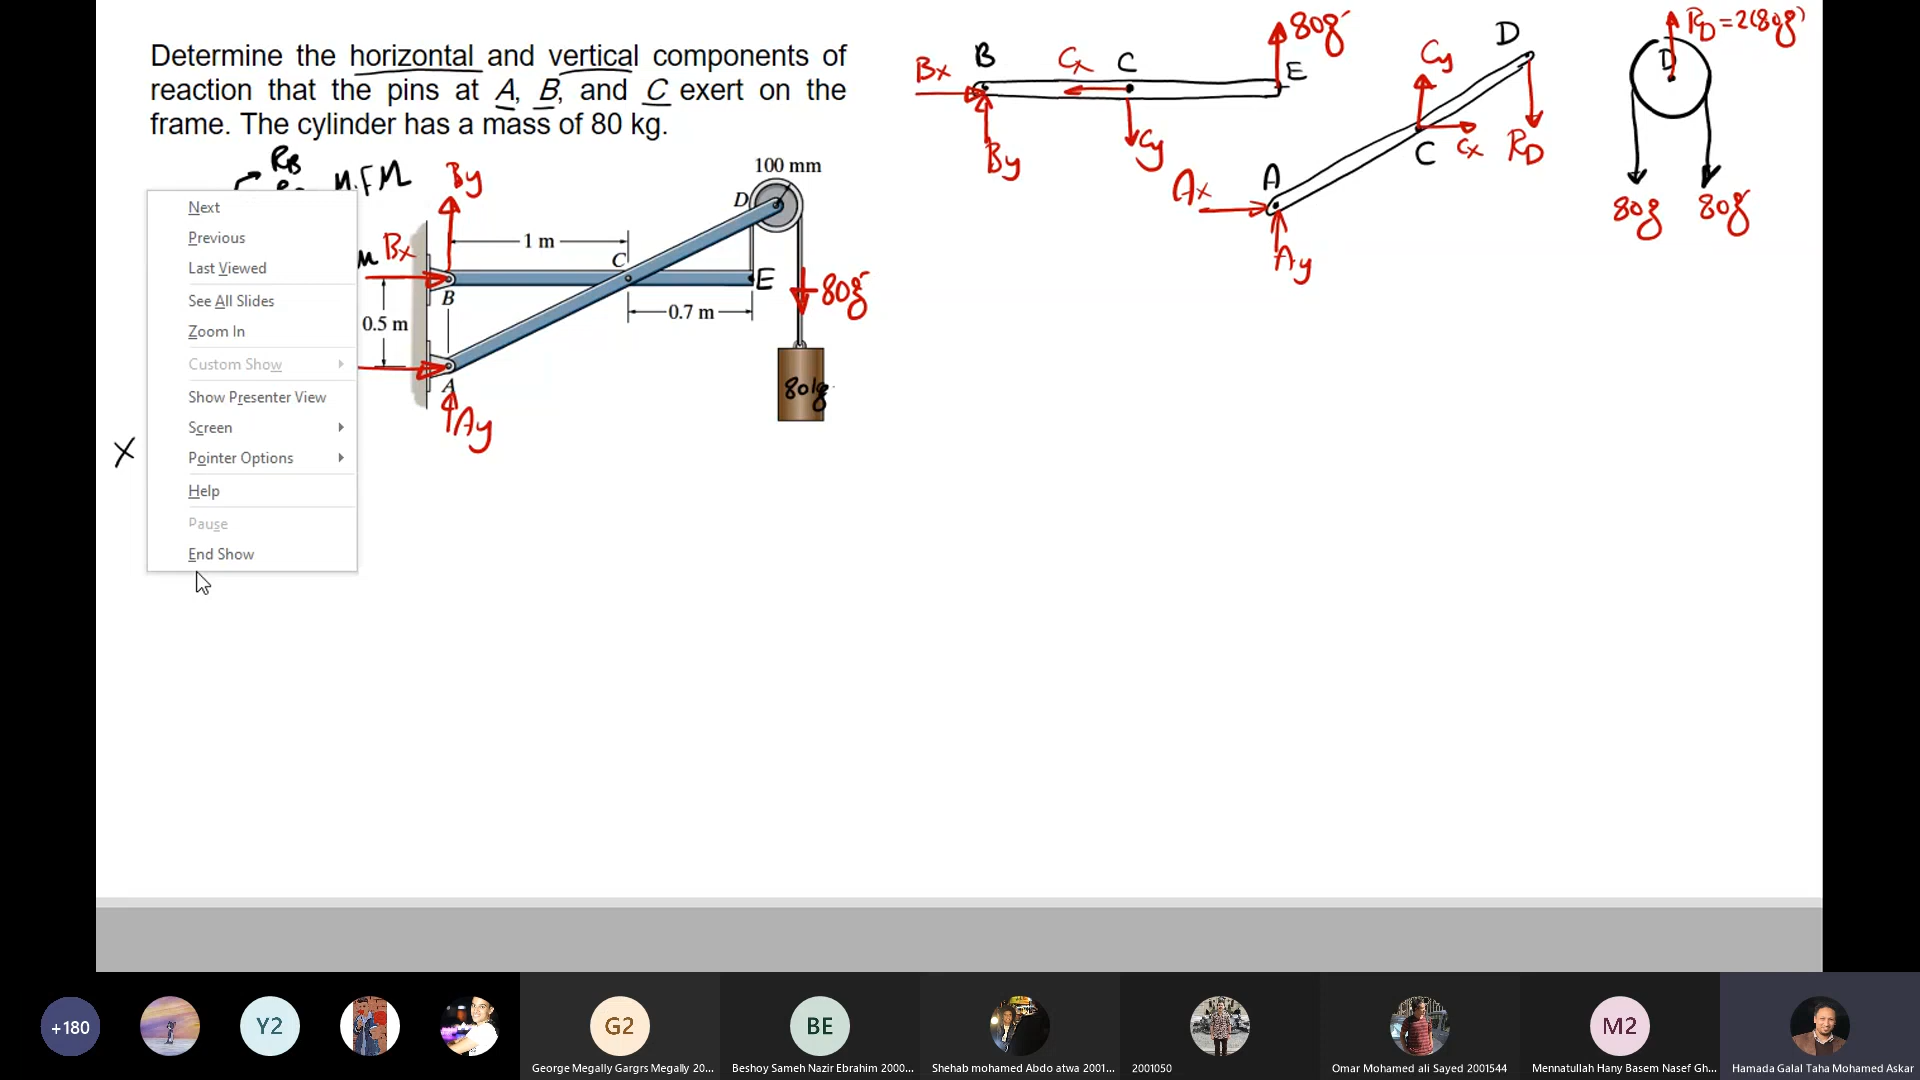 Determine the horizontal and vertical components of
reaction that the pins at A, B, and C exert on the
frame. The cylinder has a mass of 80 kg.
RB
M.F.M
By
Bx
100 mm
D
1 m
C
B
E
80g
0.5 m
0.7 m
A
Ay
80kg
X
Bx
B
Cx
C
80g
E
By
Cy
D
Cy
A
Ax
C
Cx
RD
Ay
RD=2(80g)
D
80g
80g
Next
Previous
Last Viewed
See All Slides
Zoom In
Custom Show
Show Presenter View
Screen
Pointer Options
Help
Pause
End Show
+180
Y2
G2
BE
M2
George Megally Gargrs Megally 20...
Beshoy Sameh Nazir Ebrahim 2000...
Shehab mohamed Abdo atwa 2001...
2001050
Omar Mohamed ali Sayed 2001544
Mennatullah Hany Basem Nasef Gh...
Hamada Galal Taha Mohamed Askar